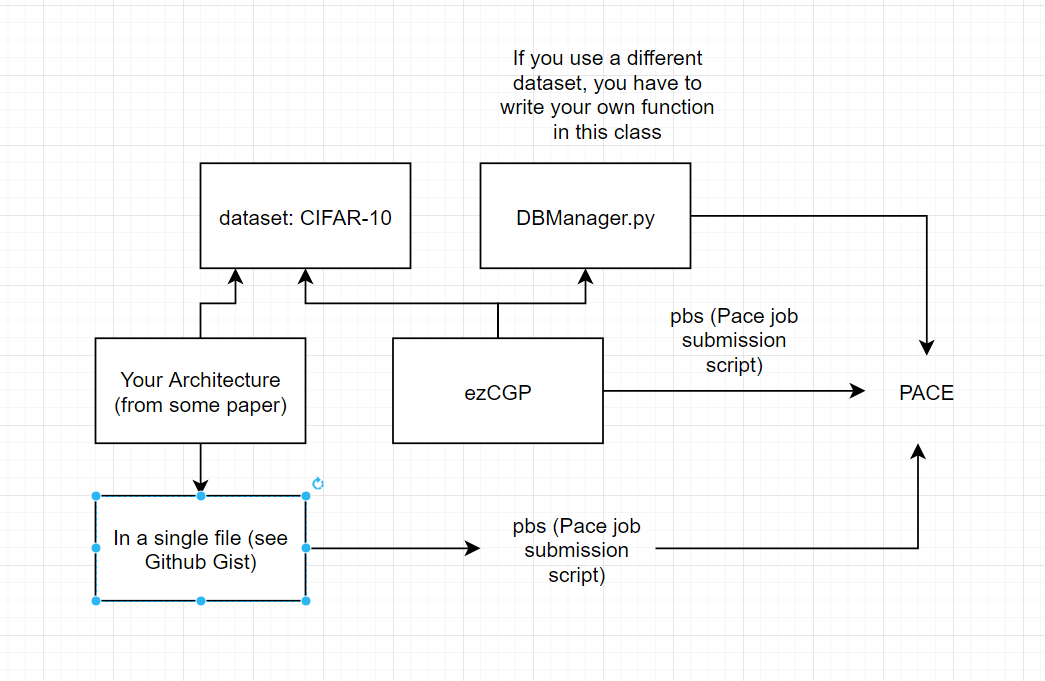 If you use a different
dataset, you have to
write your own function
in this class
dataset: CIFAR-10
DBManager.py
pbs (Pace job
submission
script)
Your Architecture
(from some paper)
ezCGP
PACE
In a single file (see
Github Gist)
pbs (Pace job
submission
script)